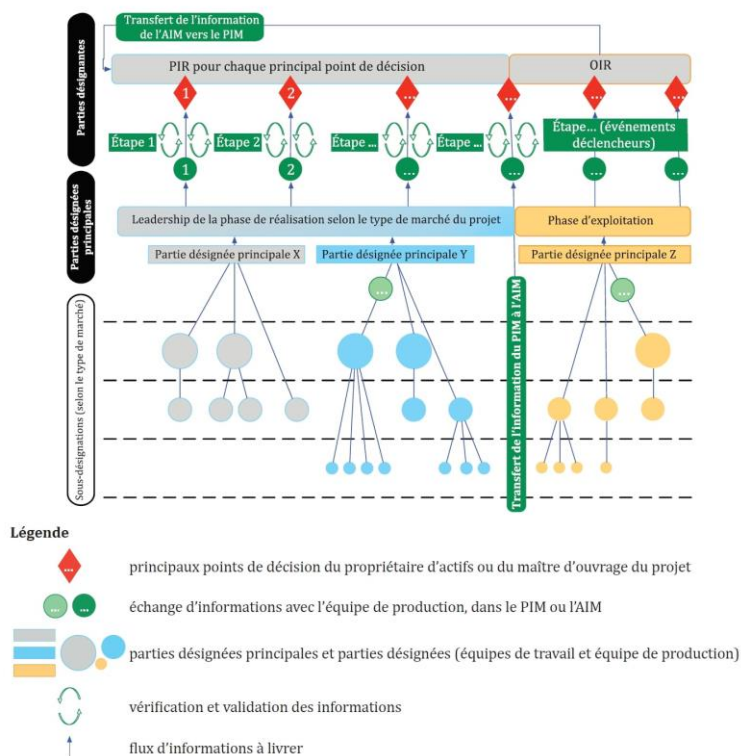 Transfert de l'information
de l'AIM vers le PIM
Parties désignantes
PIR pour chaque principal point de décision
OIR
1
2
...
...
...
...
Étape 1
Étape 2
Étape ...
Étape ...
Étape... (événements
déclencheurs)
1
2
...
...
...
...
Parties désignées
principales
Leadership de la phase de réalisation selon le type de marché du projet
Phase d'exploitation
Partie désignée principale X
Partie désignée principale Y
Partie désignée principale Z
...
...
Sous-désignations (selon le type de marché)
Transfert de l'information du PIM à l'AIM
Légende
... principaux points de décision du propriétaire d'actifs ou du maître d'ouvrage du projet
... ... échange d'informations avec l'équipe de production, dans le PIM ou l'AIM
parties désignées principales et parties désignées (équipes de travail et équipe de production)
vérification et validation des informations
flux d'informations à livrer